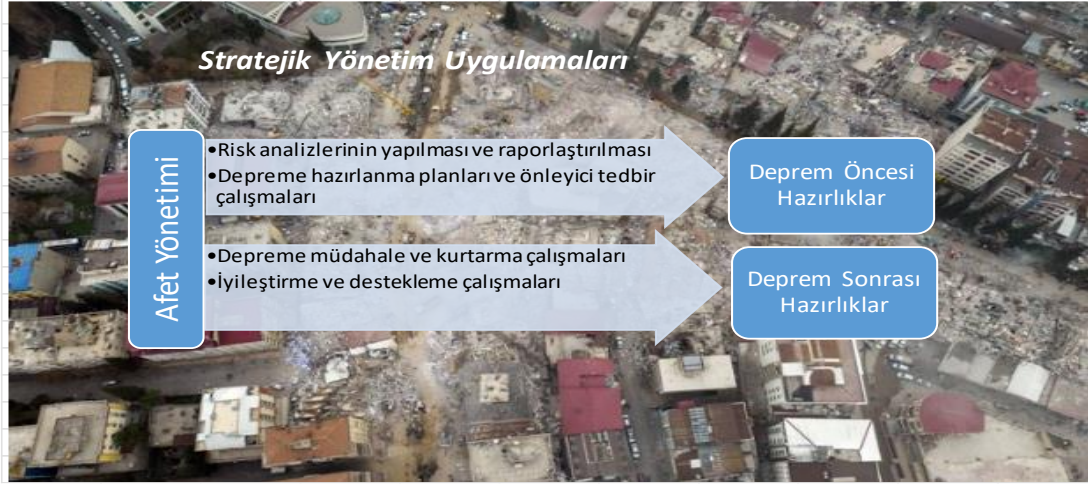 Stratejik Yönetim Uygulamaları
Afet Yönetimi
•Risk analizlerinin yapılması ve raporlaştırılması
•Depreme hazırlanma planları ve önleyici tedbir
çalışmaları
Deprem Öncesi
Hazırlıklar
•Depreme müdahale ve kurtarma çalışmaları
•İyileştirme ve destekleme çalışmaları
Deprem Sonrası
Hazırlıklar